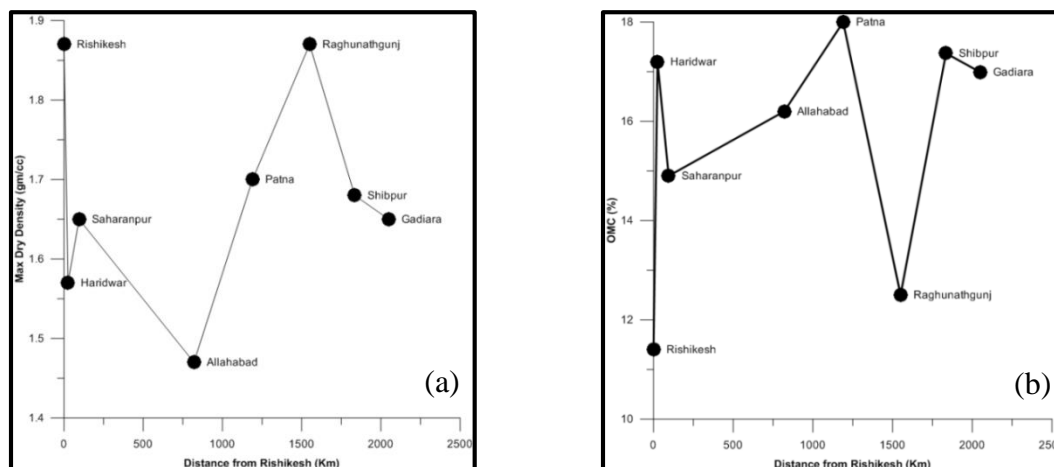 1.9
1.8
1.7
1.6
1.5
1.4
Max Dry Density (gm/cc)
Rishikesh
Raghunathgunj
Patna
Saharanpur
Shibpur
Gadiara
Haridwar
Allahabad
(a)
0
500
1000
1500
2000
2500
Distance from Rishikesh (Km)
18
16
14
12
10
OMC (%)
Patna
Haridwar
Shibpur
Gadiara
Allahabad
Saharanpur
Raghunathgunj
Rishikesh
(b)
0
500
1000
1500
2000
Distance from Rishikesh (Km)